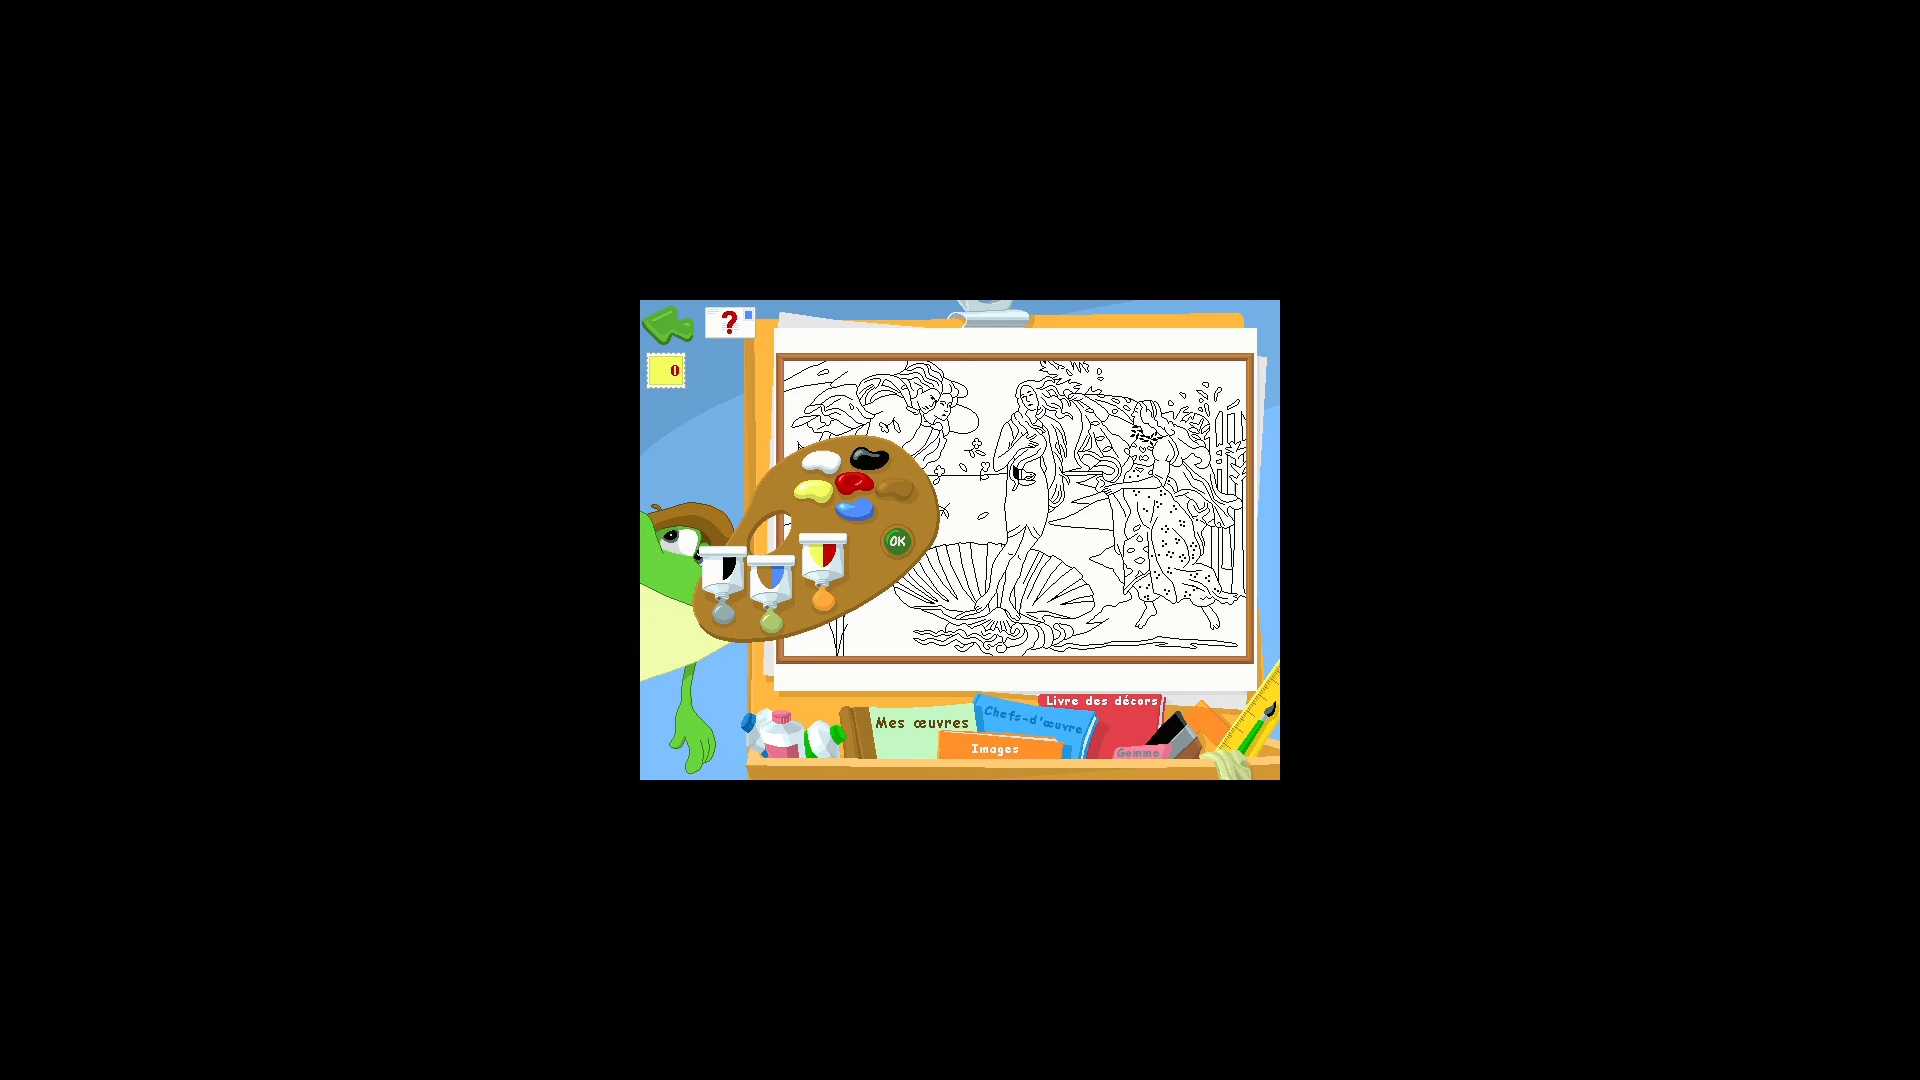 ?
0
OK
Livre des décors
Chefs-d'œuvre
Mes œuvres
Images
Gomme